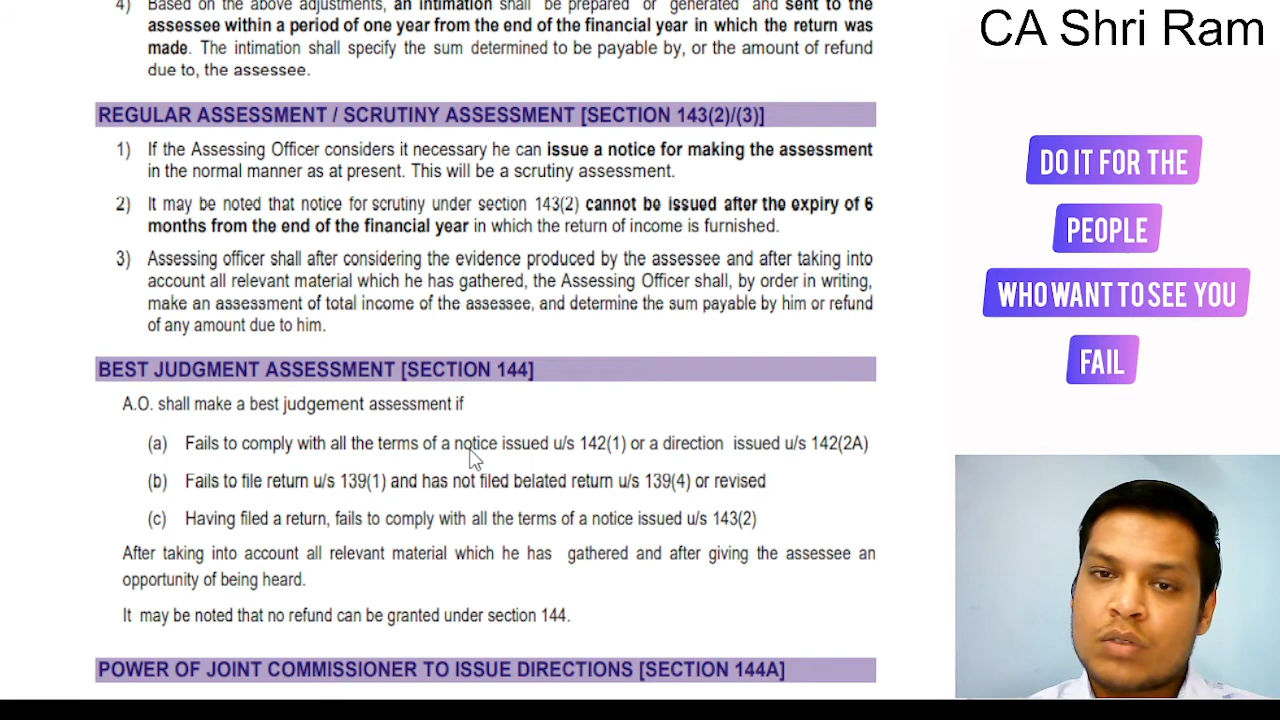 4) Based on the above adjustments, an intimation shall be prepared or generated and sent to the
assessee within a period of one year from the end of the financial year in which the return was
made. The intimation shall specify the sum determined to be payable by, or the amount of refund
due to, the assessee.
REGULAR ASSESSMENT / SCRUTINY ASSESSMENT [SECTION 143(2)/(3)]
1) If the Assessing Officer considers it necessary he can issue a notice for making the assessment
in the normal manner as at present. This will be a scrutiny assessment.
2) It may be noted that notice for scrutiny under section 143(2) cannot be issued after the expiry of 6
months from the end of the financial year in which the return of income is furnished.
3) Assessing officer shall after considering the evidence produced by the assessee and after taking into
account all relevant material which he has gathered, the Assessing Officer shall, by order in writing,
make an assessment of total income of the assessee, and determine the sum payable by him or refund
of any amount due to him.
BEST JUDGMENT ASSESSMENT [SECTION 144]
A.O. shall make a best judgement assessment if
(a) Fails to comply with all the terms of a notice issued u/s 142(1) or a direction issued u/s 142(2A)
(b) Fails to file return u/s 139(1) and has not filed belated return u/s 139(4) or revised
(c) Having filed a return, fails to comply with all the terms of a notice issued u/s 143(2)
After taking into account all relevant material which he has gathered and after giving the assessee an
opportunity of being heard.
It may be noted that no refund can be granted under section 144.
POWER OF JOINT COMMISSIONER TO ISSUE DIRECTIONS [SECTION 144A]
CA Shri Ram
DO IT FOR THE
PEOPLE
WHO WANT TO SEE YOU
FAIL